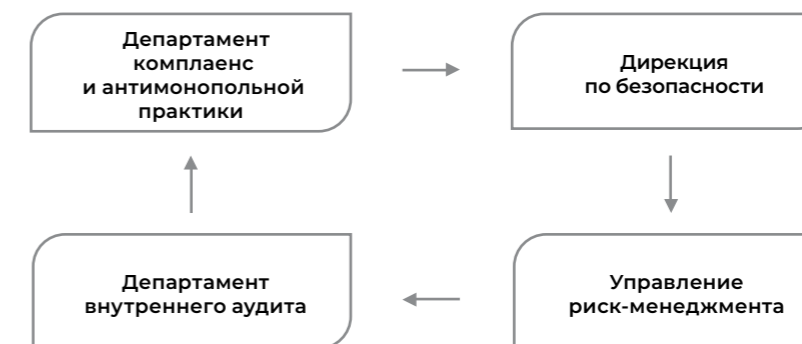 Департамент
комплаенс
и антимонопольной
практики
Дирекция
по безопасности
Департамент
внутреннего аудита
Управление
риск-менеджмента